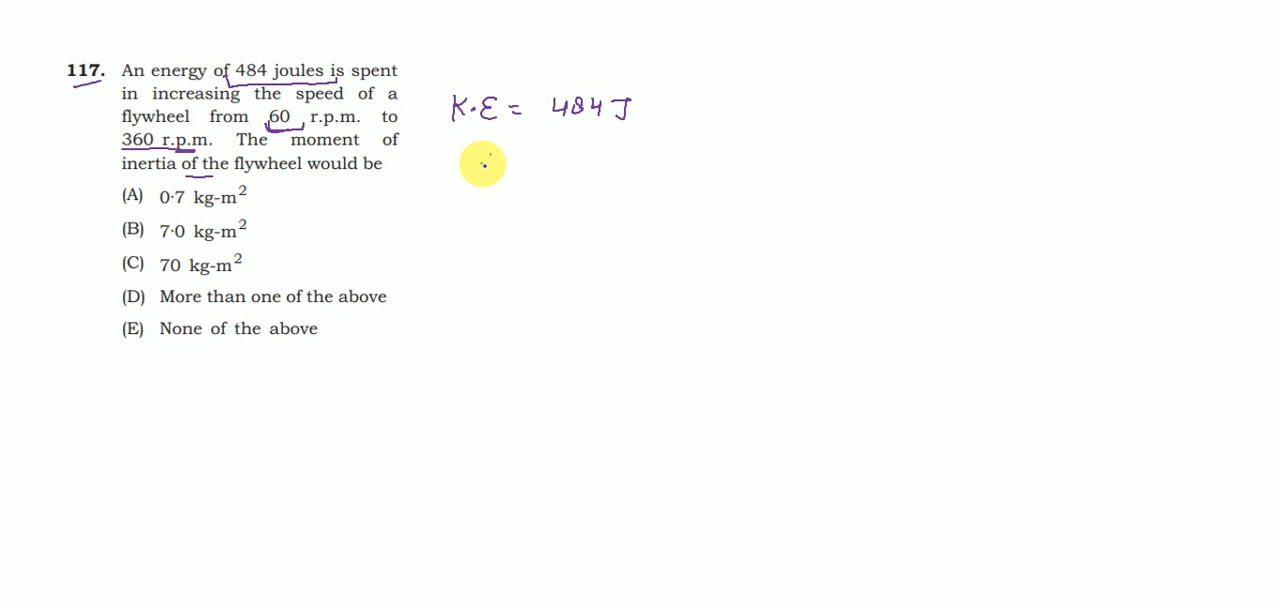 117. An energy of 484 joules is spent
in increasing the speed of a
flywheel from 60 r.p.m. to
360 r.p.m. The moment of
inertia of the flywheel would be
(A) 0·7 kg-m²
(B) 7·0 kg-m²
(C) 70 kg-m²
(D) More than one of the above
(E) None of the above
K.E = 484 J